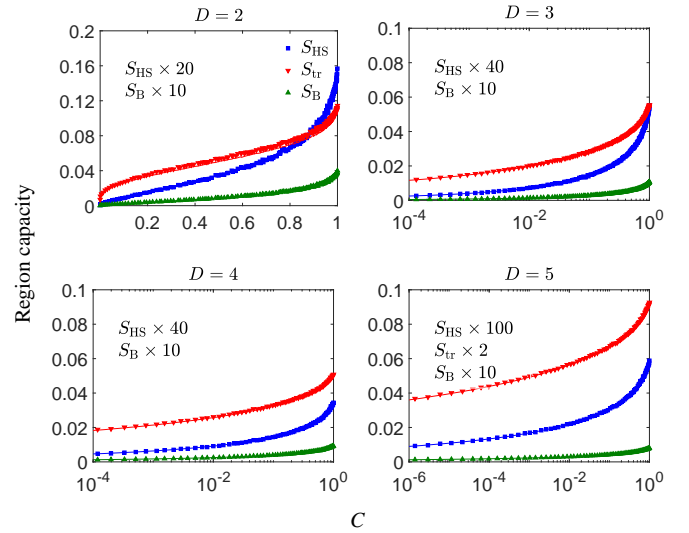 D = 2
0.2
0.16
0.12
0.08
0.04
0
0.2 0.4 0.6 0.8 1
S_HS × 20
S_B × 10
S_HS
S_tr
S_B
D = 3
0.1
0.08
0.06
0.04
0.02
0
10^-4 10^-2 10^0
S_HS × 40
S_B × 10
Region capacity
D = 4
0.1
0.08
0.06
0.04
0.02
0
10^-4 10^-2 10^0
S_HS × 40
S_B × 10
D = 5
0.1
0.08
0.06
0.04
0.02
0
10^-6 10^-4 10^-2 10^0
S_HS × 100
S_tr × 2
S_B × 10
C